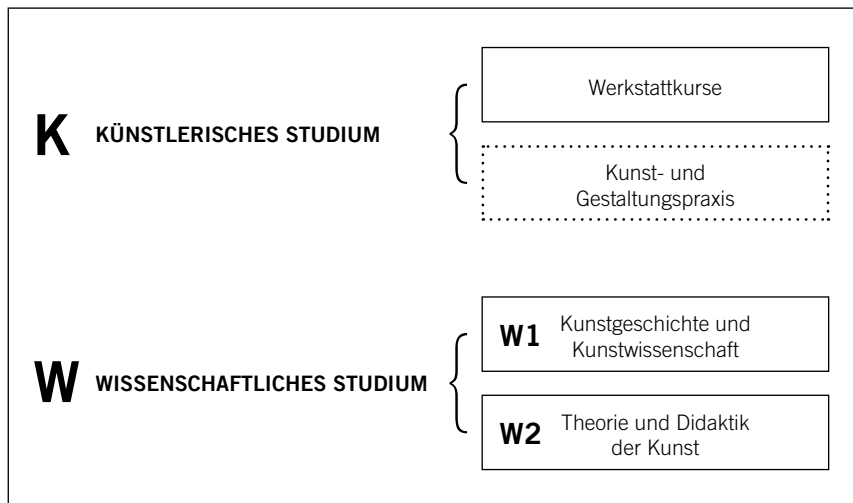 K KÜNSTLERISCHES STUDIUM
Werkstattkurse
Kunst- und
Gestaltungspraxis
W WISSENSCHAFTLICHES STUDIUM
W1 Kunstgeschichte und
Kunstwissenschaft
W2 Theorie und Didaktik
der Kunst